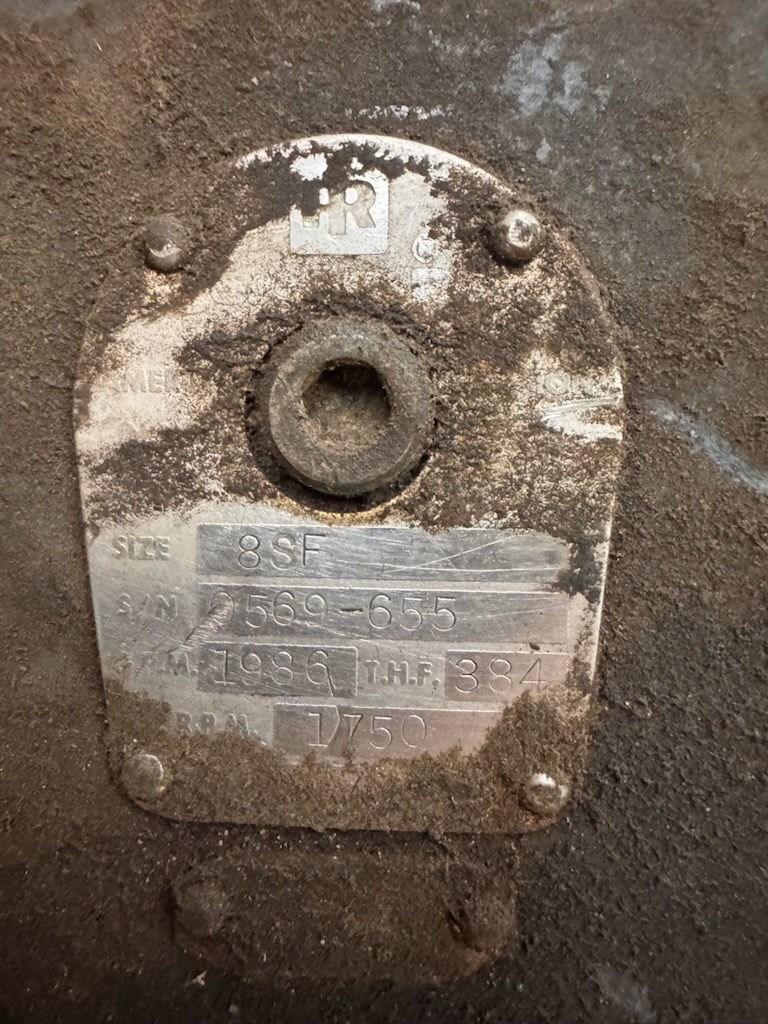 IR
C
SIZE 8SF
S/N 0569-655
G.P.M. 1986 T.H.F. 384
R.P.M. 1750